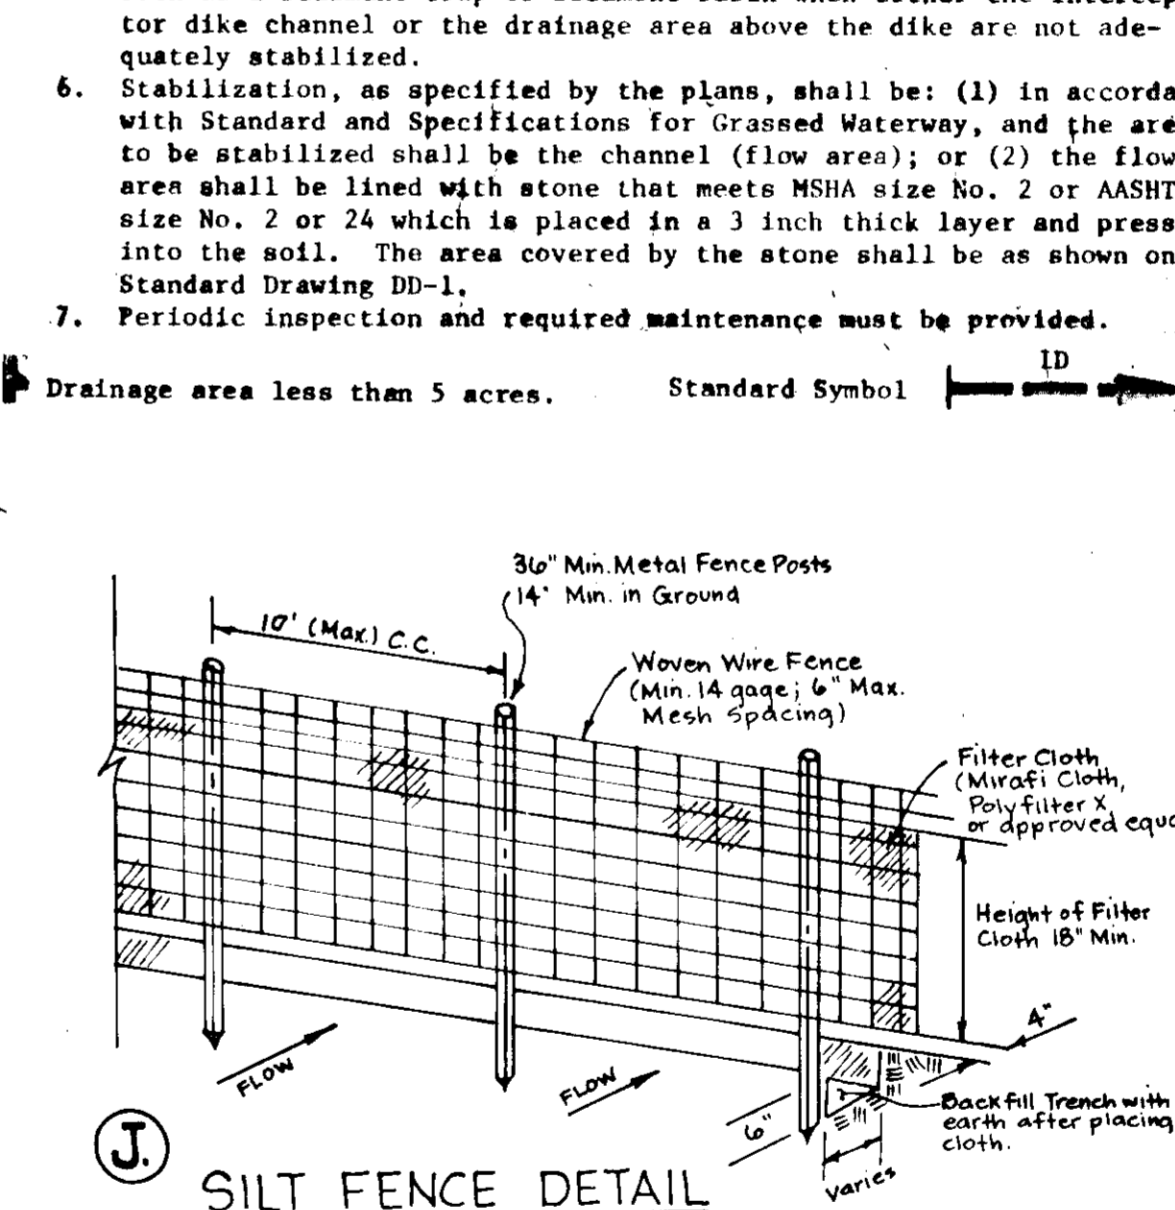 tor dike channel or the drainage area above the dike are not ade-
quately stabilized.
6. Stabilization, as specified by the plans, shall be: (1) in accorda
with Standard and Specifications for Grassed Waterway, and the are
to be stabilized shall be the channel (flow area); or (2) the flow
area shall be lined with stone that meets MSHA size No. 2 or AASHT
size No. 2 or 24 which is placed in a 3 inch thick layer and press
into the soil. The area covered by the stone shall be as shown on
Standard Drawing DD-1.
7. Periodic inspection and required maintenance must be provided.
Drainage area less than 5 acres. Standard Symbol
ID
36" Min. Metal Fence Posts
14" Min. in Ground
10' (Max.) C.C.
Woven Wire Fence
(Min. 14 gage; 6" Max.
Mesh Spacing)
Filter Cloth
(Mirafi Cloth,
Poly filter X,
or approved equa
Height of Filter
Cloth 18" Min.
4"
FLOW
FLOW
6"
Backfill Trench with
earth after placing
cloth.
varies
J.
SILT FENCE DETAIL